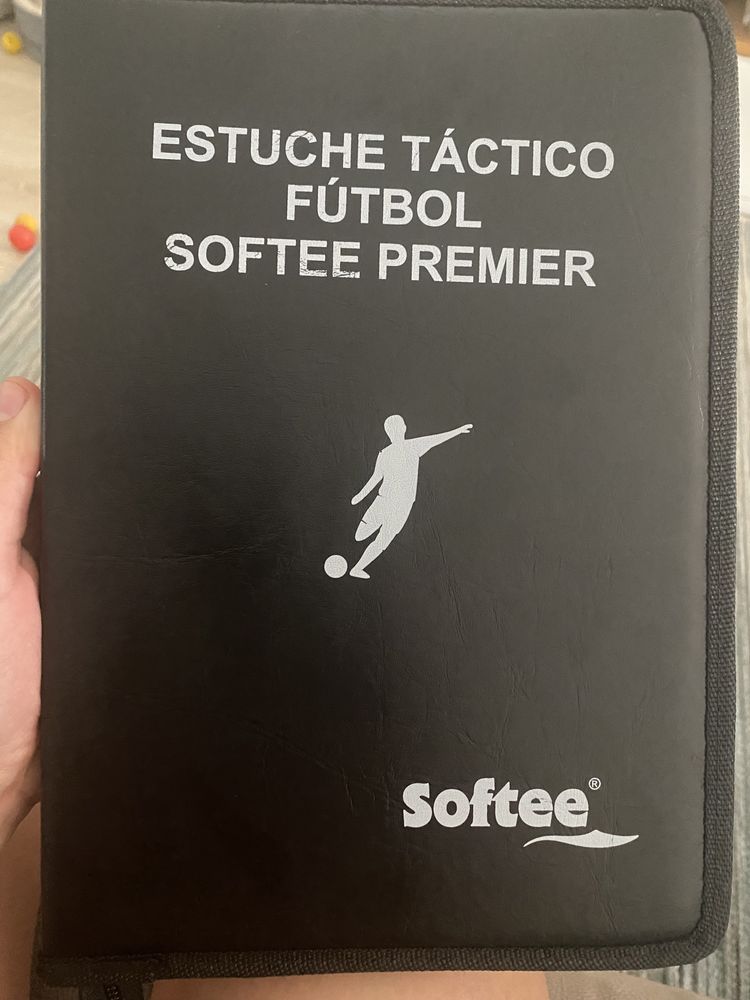 ESTUCHE TÁCTICO
FÚTBOL
SOFTEE PREMIER
Softee®